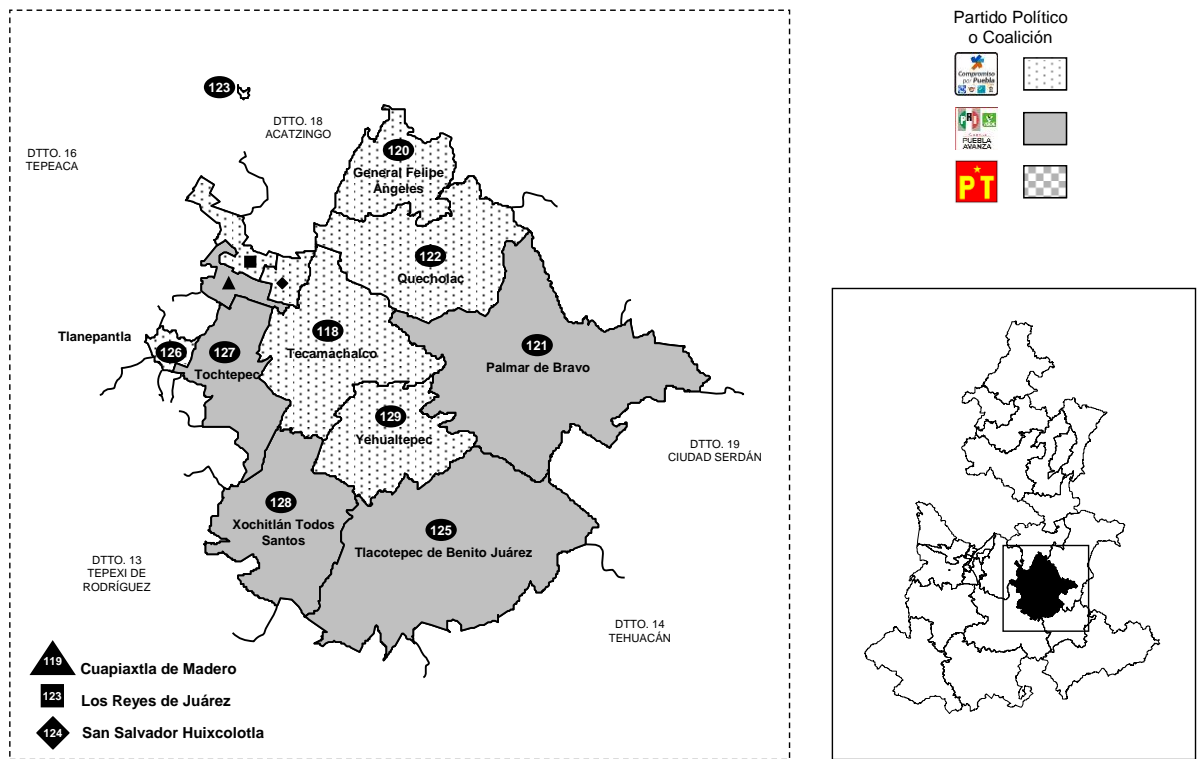 Partido Político
o Coalición
Compromiso
por Puebla
PRI
VERDE
PUEBLA
AVANZA
PT
123
DTTO. 18
ACATZINGO
DTTO. 16
TEPEACA
120
General Felipe
Ángeles
122
Quecholac
118
Tecamachalco
121
Palmar de Bravo
Tlanepantla
126
127
Tochtepec
129
Yehualtepec
DTTO. 19
CIUDAD SERDÁN
128
Xochitlán Todos
Santos
125
Tlacotepec de Benito Juárez
DTTO. 13
TEPEXI DE
RODRÍGUEZ
DTTO. 14
TEHUACÁN
119 Cuapiaxtla de Madero
123 Los Reyes de Juárez
124 San Salvador Huixcolotla